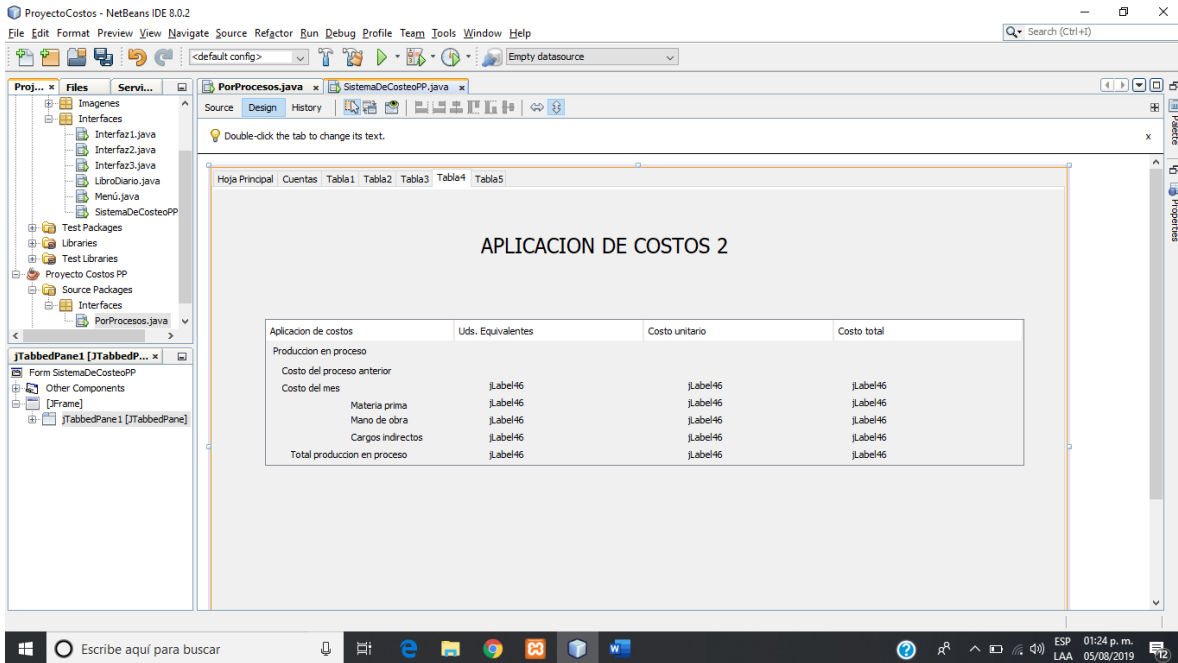 ProyectoCostos - NetBeans IDE 8.0.2
File Edit Format Preview View Navigate Source Refactor Run Debug Profile Team Tools Window Help
Search (Ctrl+I)
<default config>
Empty datasource
Proj... x Files Servi...
PorProcesos.java x SistemaDeCosteoPP.java x
Imagenes
Interfaces
Interfaz1.java
Interfaz2.java
Interfaz3.java
LibroDiario.java
Menú.java
SistemaDeCosteoPP
Test Packages
Libraries
Test Libraries
Proyecto Costos PP
Source Packages
Interfaces
PorProcesos.java
jTabbedPane1 [JTabbedP... x
Form SistemaDeCosteoPP
Other Components
[JFrame]
jTabbedPane1 [JTabbedPane]
Source Design History
Double-click the tab to change its text.
x
Hoja Principal Cuentas Tabla1 Tabla2 Tabla3 Tabla4 Tabla5
APLICACION DE COSTOS 2
Aplicacion de costos Uds. Equivalentes Costo unitario Costo total
Produccion en proceso
Costo del proceso anterior
Costo del mes jLabel46 jLabel46 jLabel46
Materia prima jLabel46 jLabel46 jLabel46
Mano de obra jLabel46 jLabel46 jLabel46
Cargos indirectos jLabel46 jLabel46 jLabel46
Total produccion en proceso jLabel46 jLabel46 jLabel46
Palette
Properties
Escribe aquí para buscar
ESP
LAA
01:24 p. m.
05/08/2019
12